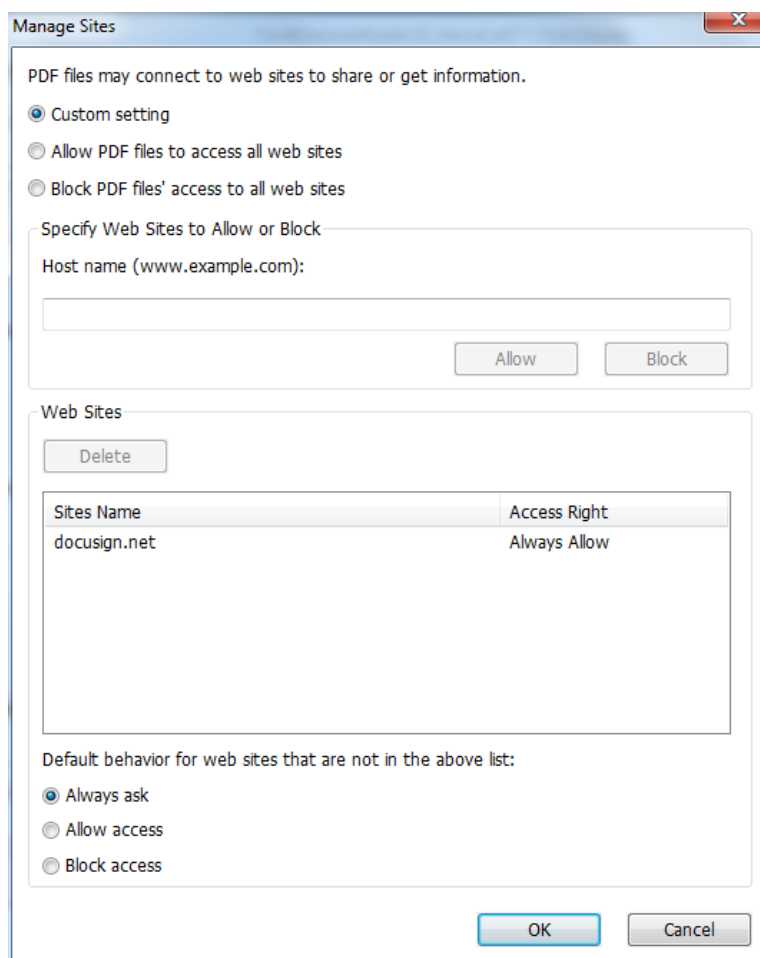 Manage Sites
PDF files may connect to web sites to share or get information.
Custom setting
Allow PDF files to access all web sites
Block PDF files' access to all web sites
Specify Web Sites to Allow or Block
Host name (www.example.com):
Allow Block
Web Sites
Delete
Sites Name Access Right
docusign.net Always Allow
Default behavior for web sites that are not in the above list:
Always ask
Allow access
Block access
OK Cancel